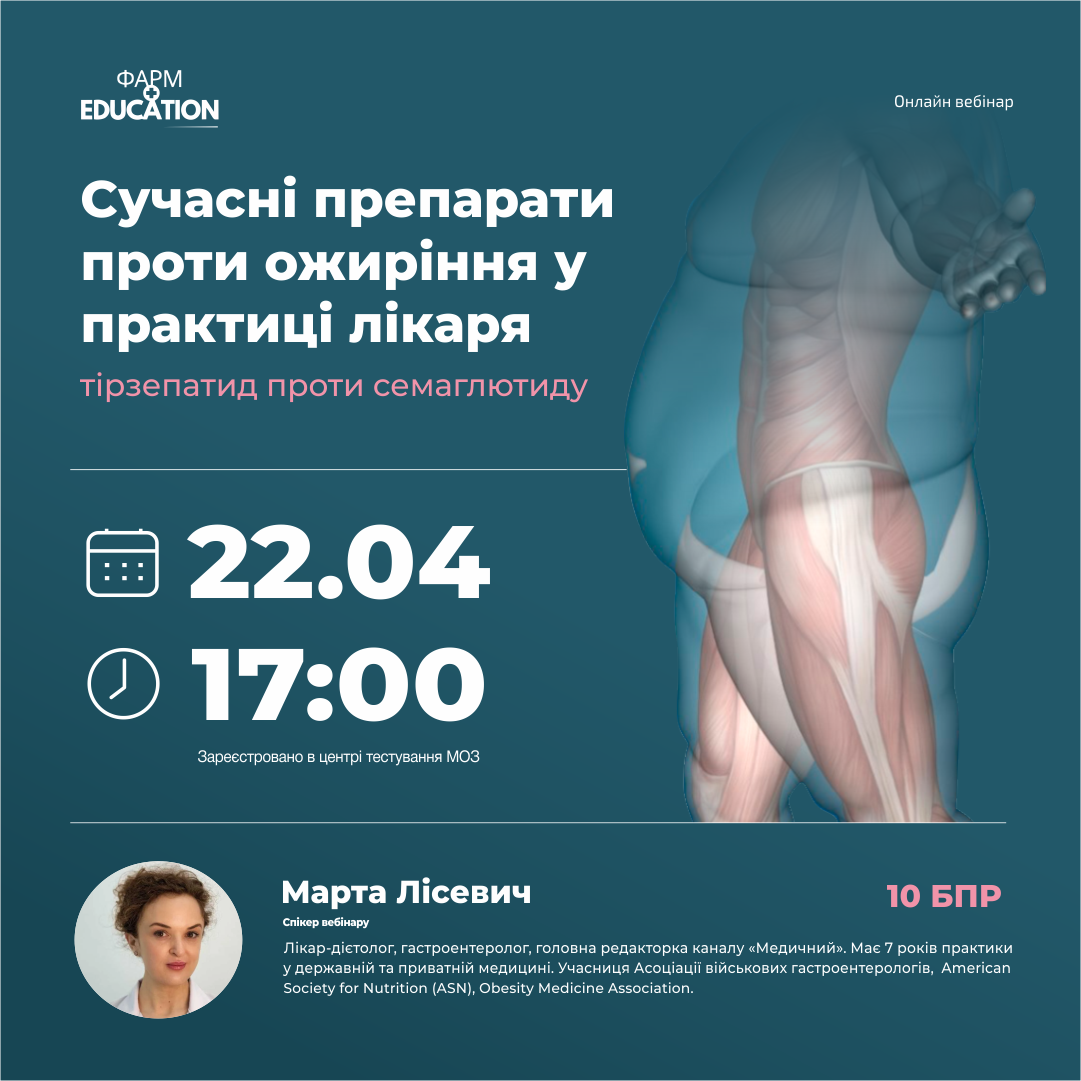 ФАРМ
EDUCATION
Онлайн вебінар
Сучасні препарати
проти ожиріння у
практиці лікаря
тірзепатид проти семаглютиду
22.04
17:00
Зареєстровано в центрі тестування МОЗ
Марта Лісевич
10 БПР
Спікер вебінару
Лікар-дієтолог, гастроентеролог, головна редакторка каналу «Медичний». Має 7 років практики
у державній та приватній медицині. Учасниця Асоціації військових гастроентерологів, American
Society for Nutrition (ASN), Obesity Medicine Association.